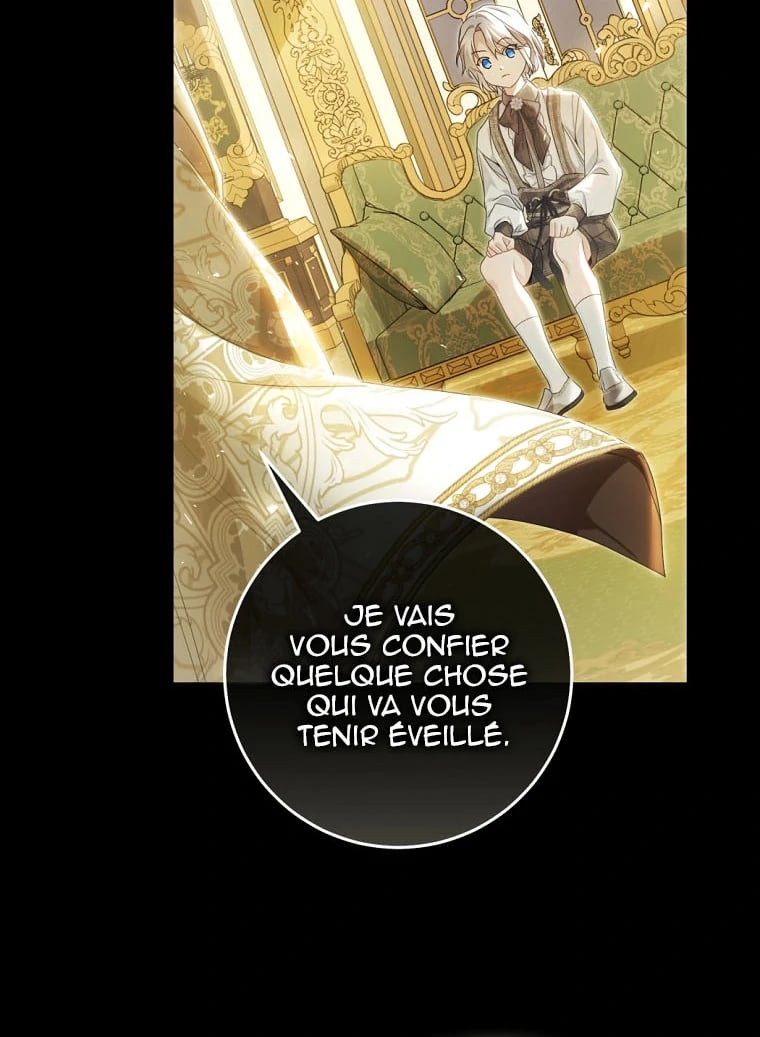 JE VAIS
VOUS CONFIER
QUELQUE CHOSE
QUI VA VOUS
TENIR ÉVEILLÉ.